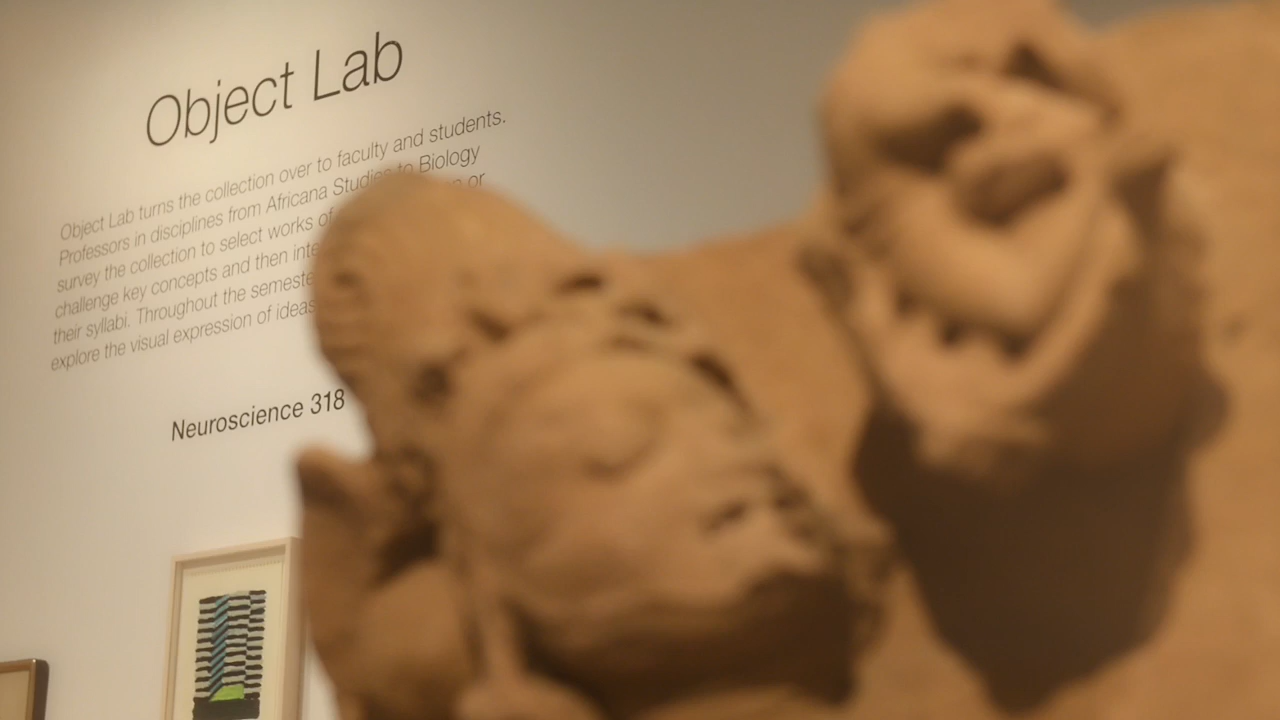 Object Lab
Object Lab turns the collection over to faculty and students.
Professors in disciplines from Africana Studies to Biology
survey the collection to select works of or
challenge key concepts and then
their syllabi. Throughout the
explore the visual expression of ideas
Neuroscience 318